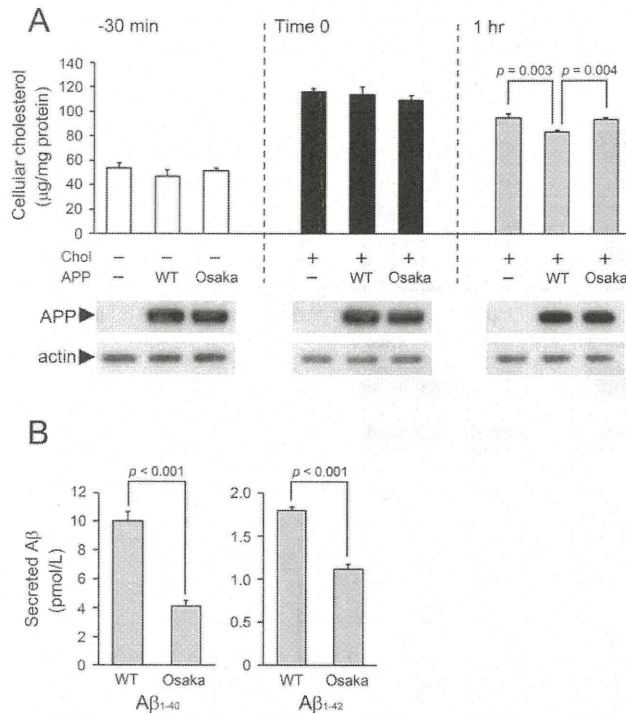 A
-30 min
Time 0
1 hr
Cellular cholesterol
(µg/mg protein)
140
120
100
80
60
40
20
0
p = 0.003
p = 0.004
Chol – – – + + + + + +
APP – WT Osaka – WT Osaka – WT Osaka
APP
actin
B
Secreted Aβ
(pmol/L)
p < 0.001
12
10
8
6
4
2
0
WT Osaka
Aβ1-40
p < 0.001
2.0
1.5
1.0
0.5
0
WT Osaka
Aβ1-42